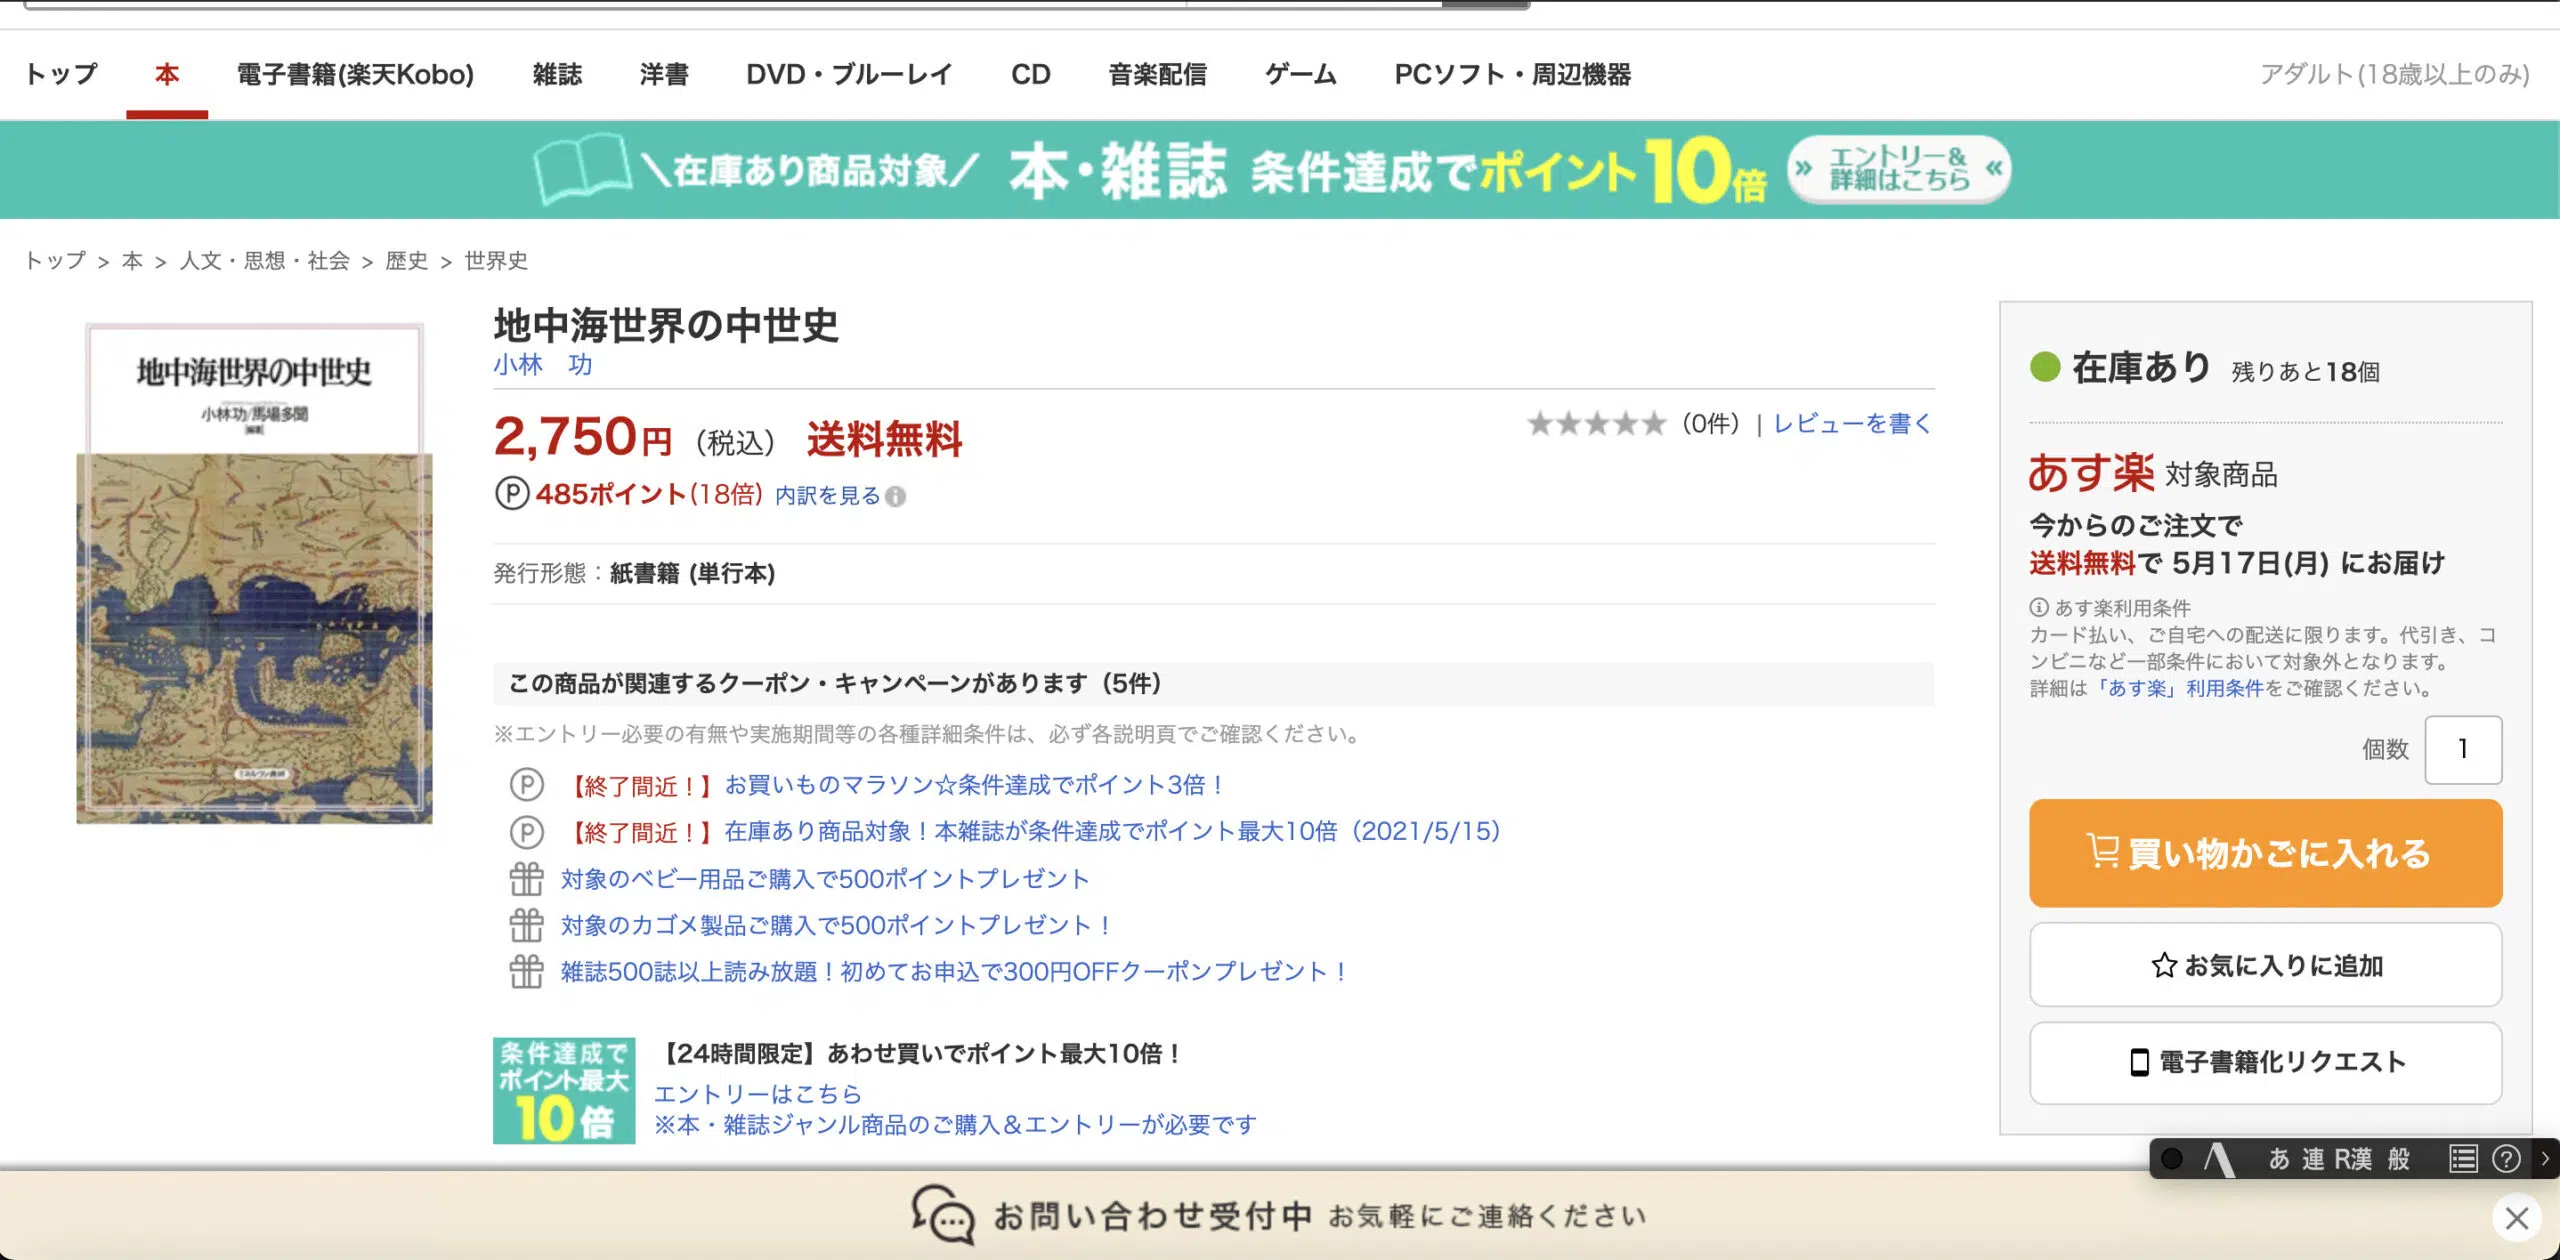 トップ 本 電子書籍(楽天Kobo) 雑誌 洋書 DVD・ブルーレイ CD 音楽配信 ゲーム PCソフト・周辺機器 アダルト(18歳以上のみ)
＼在庫あり商品対象／ 本・雑誌 条件達成でポイント10倍 » エントリー&詳細はこちら «
トップ > 本 > 人文・思想・社会 > 歴史 > 世界史
地中海世界の中世史
小林功/馬場多聞
ミネルヴァ書房
地中海世界の中世史
小林 功
2,750円 (税込) 送料無料
★★★★★ (0件) | レビューを書く
P 485ポイント(18倍) 内訳を見る i
発行形態：紙書籍 (単行本)
この商品が関連するクーポン・キャンペーンがあります（5件）
※エントリー必要の有無や実施期間等の各種詳細条件は、必ず各説明頁でご確認ください。
P 【終了間近！】お買いものマラソン☆条件達成でポイント3倍！
P 【終了間近！】在庫あり商品対象！本雑誌が条件達成でポイント最大10倍（2021/5/15）
対象のベビー用品ご購入で500ポイントプレゼント
対象のカゴメ製品ご購入で500ポイントプレゼント！
雑誌500誌以上読み放題！初めてお申込で300円OFFクーポンプレゼント！
条件達成で
ポイント最大
10倍
【24時間限定】あわせ買いでポイント最大10倍！
エントリーはこちら
※本・雑誌ジャンル商品のご購入＆エントリーが必要です
在庫あり 残りあと18個
あす楽 対象商品
今からのご注文で
送料無料で 5月17日(月) にお届け
あす楽利用条件
カード払い、ご自宅への配送に限ります。代引き、コ
ンビニなど一部条件において対象外となります。
詳細は「あす楽」利用条件をご確認ください。
個数 1
買い物かごに入れる
☆お気に入りに追加
電子書籍化リクエスト
あ 連 R漢 般 ?
お問い合わせ受付中 お気軽にご連絡ください